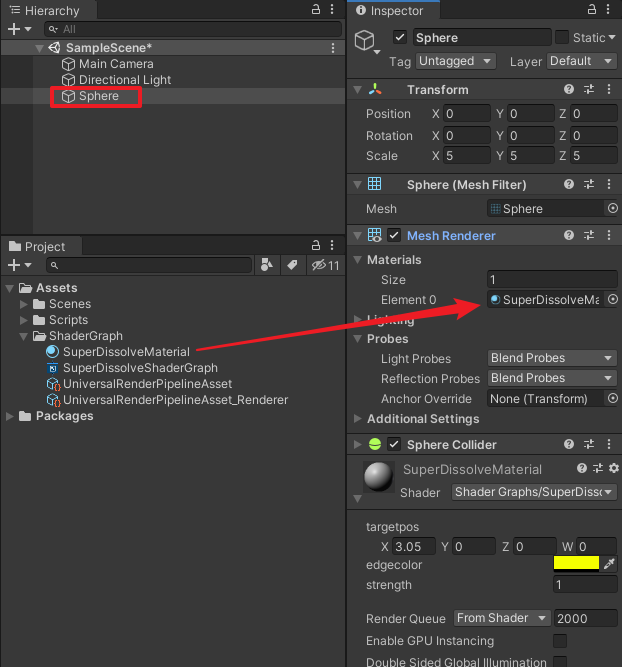 Hierarchy
All
SampleScene*
Main Camera
Directional Light
Sphere
Project
11
Assets
Scenes
Scripts
ShaderGraph
SuperDissolveMaterial
SuperDissolveShaderGraph
UniversalRenderPipelineAsset
UniversalRenderPipelineAsset_Renderer
Packages
Inspector
Sphere Static
Tag Untagged Layer Default
Transform
Position X 0 Y 0 Z 0
Rotation X 0 Y 0 Z 0
Scale X 5 Y 5 Z 5
Sphere (Mesh Filter)
Mesh Sphere
Mesh Renderer
Materials
Size 1
Element 0 SuperDissolveMa
Lighting
Probes
Light Probes Blend Probes
Reflection Probes Blend Probes
Anchor Override None (Transform)
Additional Settings
Sphere Collider
SuperDissolveMaterial
Shader Shader Graphs/SuperDisso
targetpos
X 3.05 Y 0 Z 0 W 0
edgecolor
strength 1
Render Queue From Shader 2000
Enable GPU Instancing
Double Sided Global Illumination